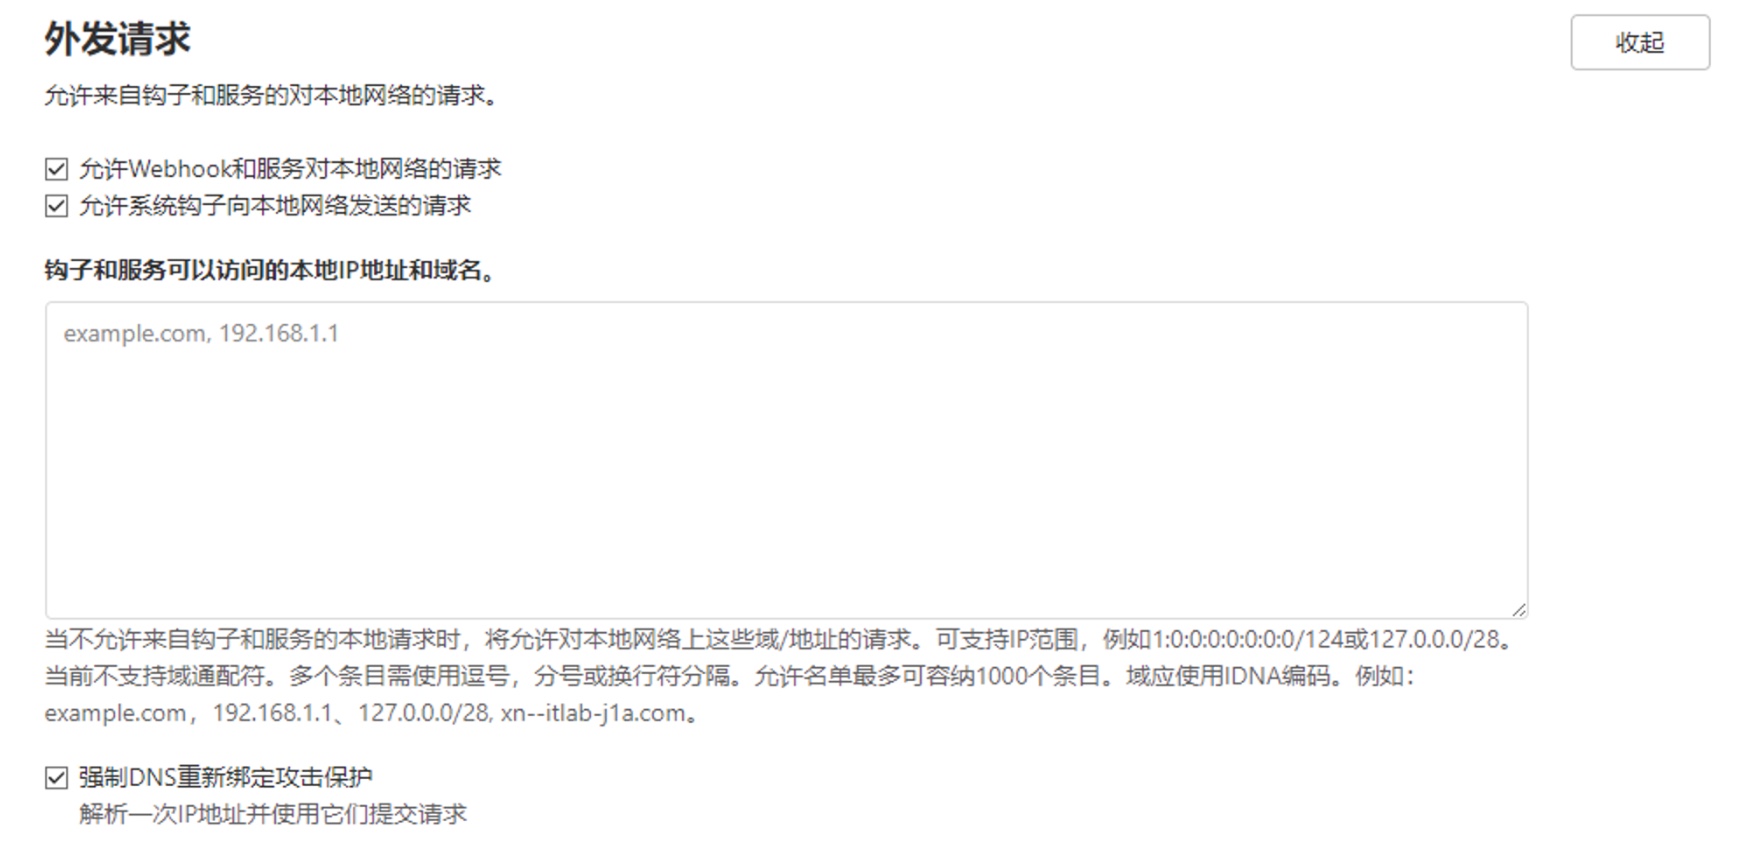 外发请求
收起
允许来自钩子和服务的对本地网络的请求。
允许Webhook和服务对本地网络的请求
允许系统钩子向本地网络发送的请求
钩子和服务可以访问的本地IP地址和域名。
example.com, 192.168.1.1
当不允许来自钩子和服务的本地请求时，将允许对本地网络上这些域/地址的请求。可支持IP范围，例如1:0:0:0:0:0:0:0/124或127.0.0.0/28。
当前不支持域通配符。多个条目需使用逗号，分号或换行符分隔。允许名单最多可容纳1000个条目。域应使用IDNA编码。例如：
example.com，192.168.1.1、127.0.0.0/28, xn--itlab-j1a.com。
强制DNS重新绑定攻击保护
解析一次IP地址并使用它们提交请求